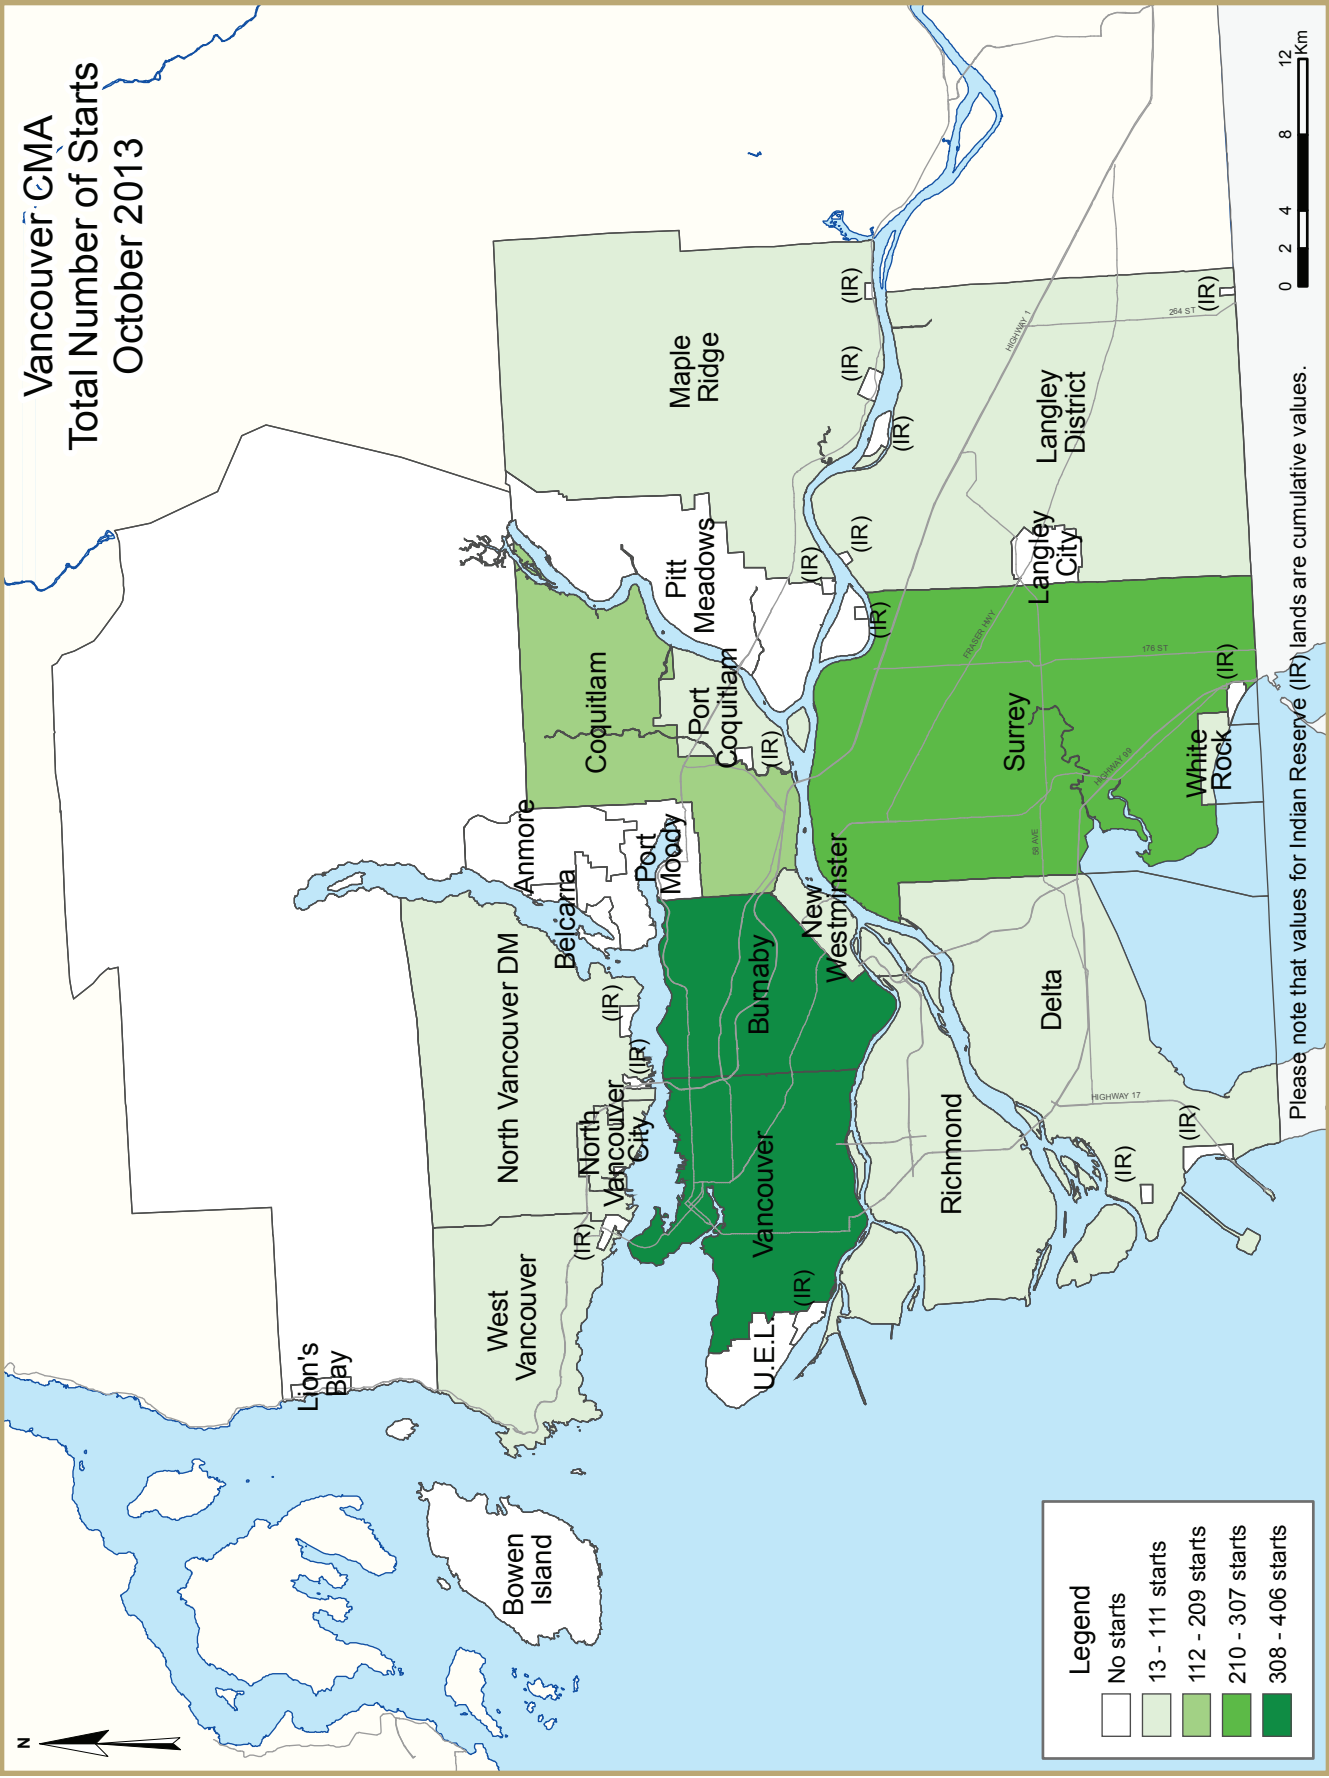 Vancouver CMA
Total Number of Starts
October 2013
N
Lion's
Bay
Bowen
Island
West
Vancouver
North Vancouver DM
North
Vancouver
City
(IR)
(IR)
(IR)
Belcarra
Anmore
Port
Moody
Coquitlam
Port
Coquitlam
(IR)
Pitt
Meadows
Maple
Ridge
(IR)
(IR)
(IR)
(IR)
(IR)
(IR)
U.E.L.
(IR)
Vancouver
Burnaby
New
Westminster
Richmond
Delta
HIGHWAY 17
(IR)
(IR)
Surrey
FRASER HWY
176 ST
56 AVE
HIGHWAY 99
White
Rock
(IR)
Langley
City
Langley
District
HIGHWAY 1
264 ST
(IR)
Legend
No starts
13 - 111 starts
112 - 209 starts
210 - 307 starts
308 - 406 starts
Please note that values for Indian Reserve (IR) lands are cumulative values.
0 2 4 8 12
Km